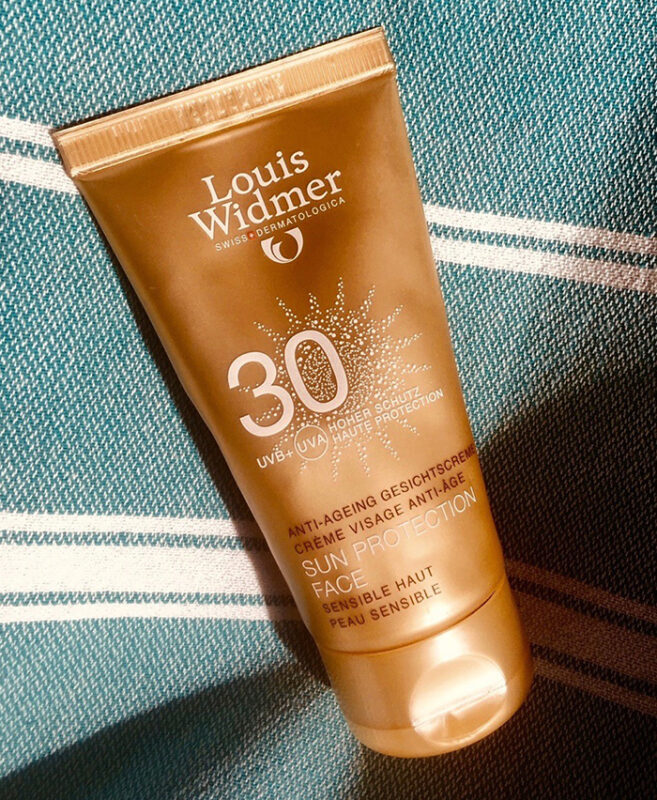 Louis
Widmer
SWISS + DERMATOLOGICA
30
UVB+ UVA HOHER SCHUTZ
HAUTE PROTECTION
ANTI-AGEING GESICHTSCREME
CRÈME VISAGE ANTI-ÂGE
SUN PROTECTION
FACE
SENSIBLE HAUT
PEAU SENSIBLE